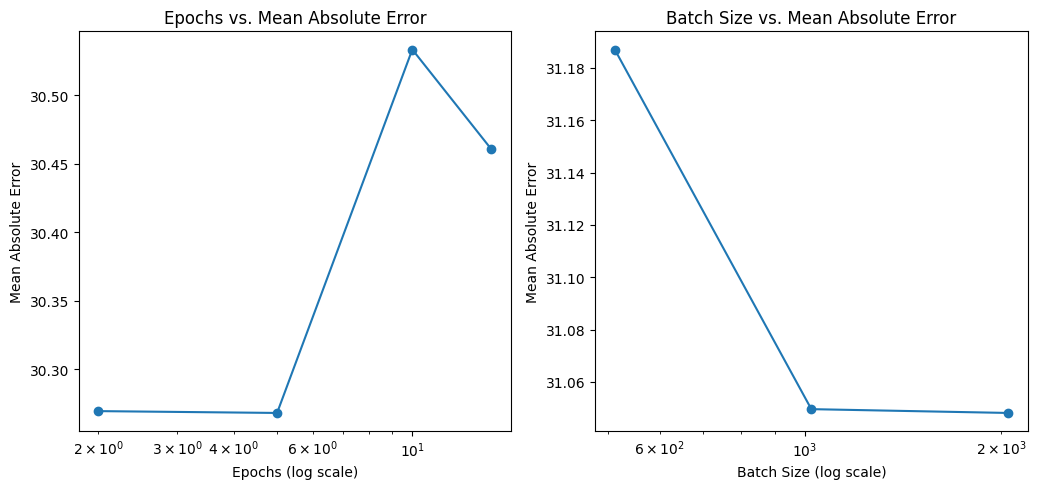 Epochs vs. Mean Absolute Error
Mean Absolute Error
30.50
30.45
30.40
30.35
30.30
2 × 10⁰
3 × 10⁰
4 × 10⁰
6 × 10⁰
10¹
Epochs (log scale)
Batch Size vs. Mean Absolute Error
Mean Absolute Error
31.18
31.16
31.14
31.12
31.10
31.08
31.06
6 × 10²
10³
2 × 10³
Batch Size (log scale)